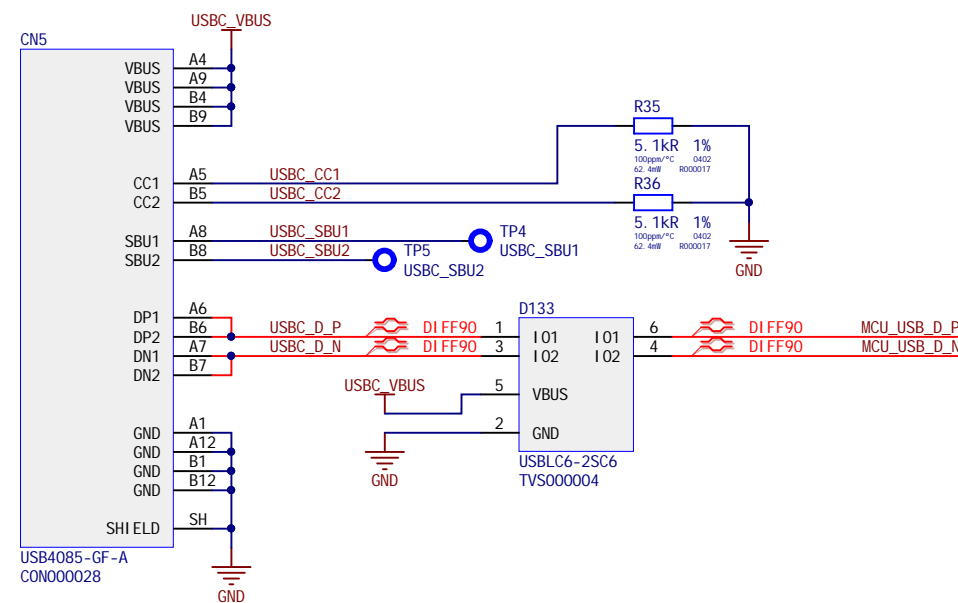 USBC_VBUS
CN5
VBUS A4
VBUS A9
VBUS B4
VBUS B9
R35
5.1kR 1%
100ppm/°C 0402
62.4mW R000017
CC1 A5 USBC_CC1
CC2 B5 USBC_CC2
R36
5.1kR 1%
100ppm/°C 0402
62.4mW R000017
GND
SBU1 A8 USBC_SBU1
SBU2 B8 USBC_SBU2
TP4
USBC_SBU1
TP5
USBC_SBU2
D133
DP1 A6
DP2 B6 USBC_D_P DIFF90 1 IO1 IO1 6 DIFF90 MCU_USB_D_P
DN1 A7 USBC_D_N DIFF90 3 IO2 IO2 4 DIFF90 MCU_USB_D_N
DN2 B7
USBC_VBUS
5 VBUS
2 GND
GND
USBLC6-2SC6
TVS000004
GND A1
GND A12
GND B1
GND B12
SHIELD SH
USB4085-GF-A
CON000028
GND